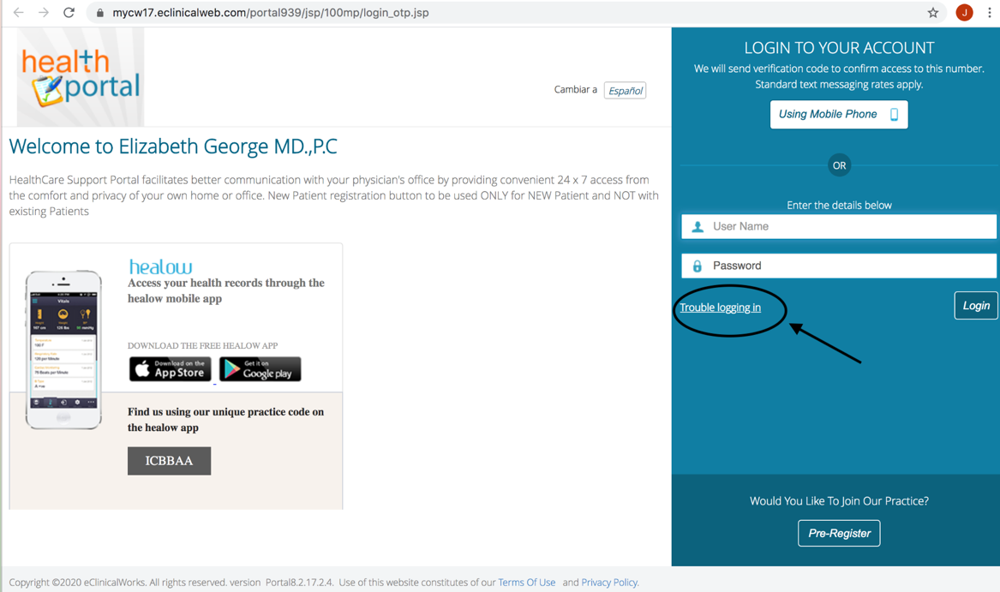 mycw17.eclinicalweb.com/portal939/jsp/100mp/login_otp.jsp
J
health
portal
Cambiar a Español
Welcome to Elizabeth George MD.,P.C
HealthCare Support Portal facilitates better communication with your physician's office by providing convenient 24 x 7 access from
the comfort and privacy of your own home or office. New Patient registration button to be used ONLY for NEW Patient and NOT with
existing Patients
healow
Access your health records through the
healow mobile app
DOWNLOAD THE FREE HEALOW APP
Download on the
App Store
Get it on
Google play
Find us using our unique practice code on
the healow app
ICBBAA
Vitals
LOGIN TO YOUR ACCOUNT
We will send verification code to confirm access to this number.
Standard text messaging rates apply.
Using Mobile Phone
OR
Enter the details below
User Name
Password
Trouble logging in
Login
Would You Like To Join Our Practice?
Pre-Register
Copyright ©2020 eClinicalWorks. All rights reserved. version Portal8.2.17.2.4. Use of this website constitutes of our Terms Of Use and Privacy Policy.